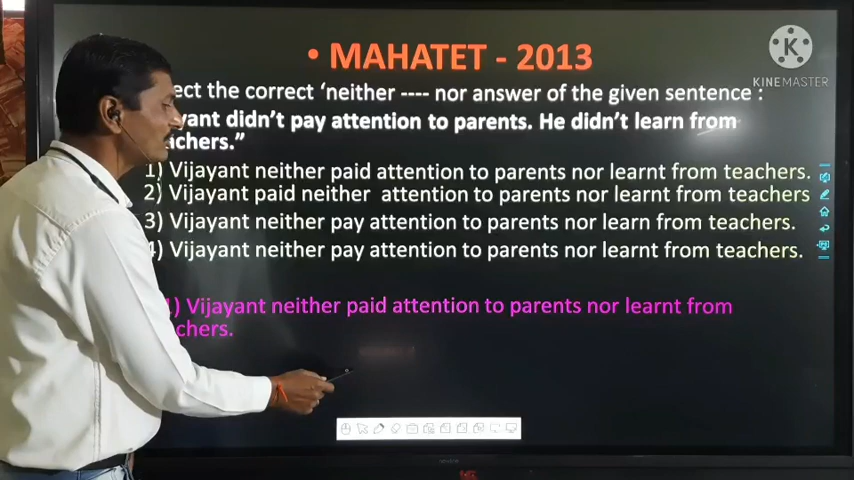 • MAHATET - 2013
K
KINEMASTER
ect the correct ‘neither ---- nor answer of the given sentence :
yant didn’t pay attention to parents. He didn’t learn from
chers.”
1) Vijayant neither paid attention to parents nor learnt from teachers.
2) Vijayant paid neither attention to parents nor learnt from teachers
3) Vijayant neither pay attention to parents nor learn from teachers.
4) Vijayant neither pay attention to parents nor learnt from teachers.
1) Vijayant neither paid attention to parents nor learnt from
chers.